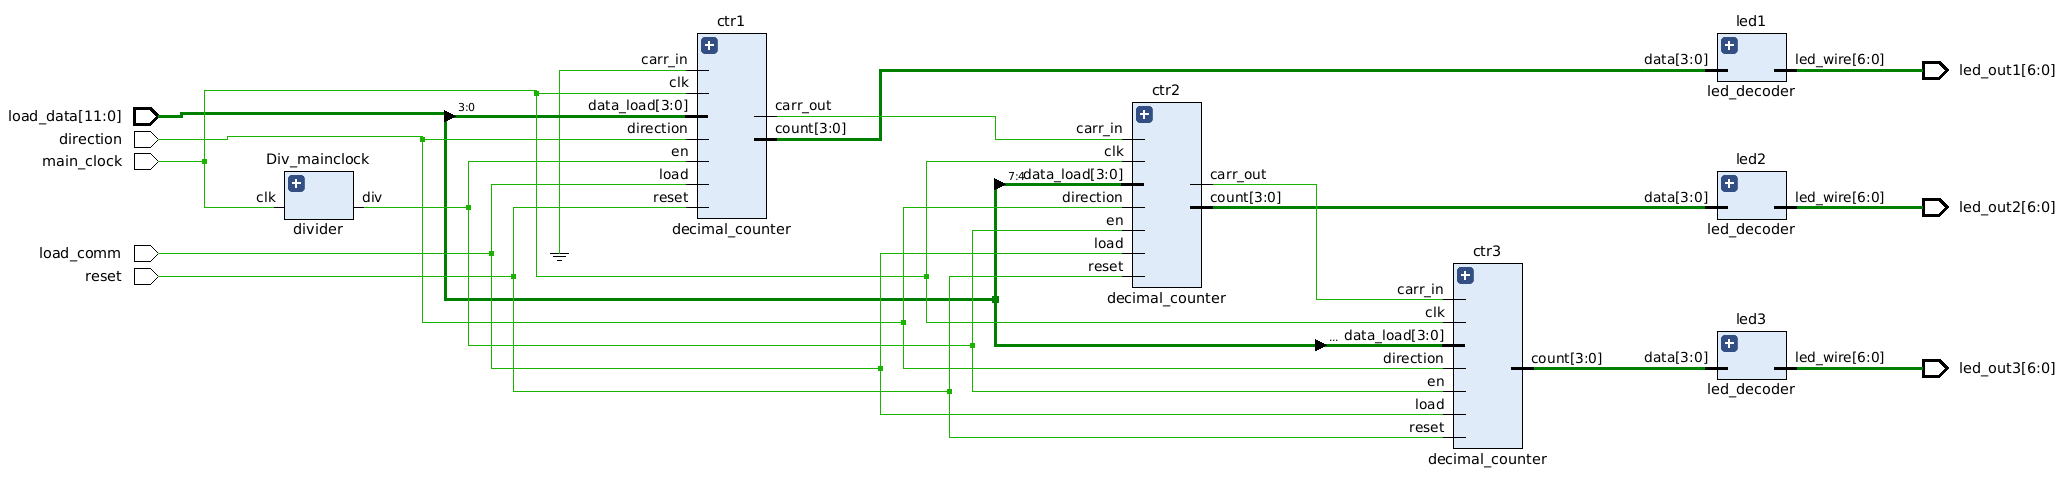 load_data[11:0]
direction
main_clock
load_comm
reset
Div_mainclock
clk
div
divider
3:0
ctr1
carr_in
clk
data_load[3:0]
direction
en
load
reset
carr_out
count[3:0]
decimal_counter
ctr2
carr_in
clk
7:4
data_load[3:0]
direction
en
load
reset
carr_out
count[3:0]
decimal_counter
ctr3
carr_in
clk
... data_load[3:0]
direction
en
load
reset
count[3:0]
decimal_counter
led1
data[3:0]
led_wire[6:0]
led_decoder
led_out1[6:0]
led2
data[3:0]
led_wire[6:0]
led_decoder
led_out2[6:0]
led3
data[3:0]
led_wire[6:0]
led_decoder
led_out3[6:0]